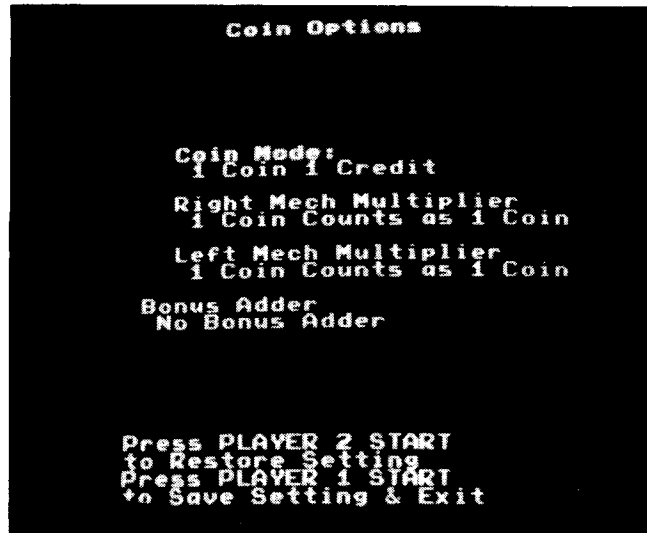 Coin Options
Coin Mode:
1 Coin 1 Credit
Right Mech Multiplier
1 Coin Counts as 1 Coin
Left Mech Multiplier
1 Coin Counts as 1 Coin
Bonus Adder
No Bonus Adder
Press PLAYER 2 START
to Restore Setting
Press PLAYER 1 START
to Save Setting & Exit